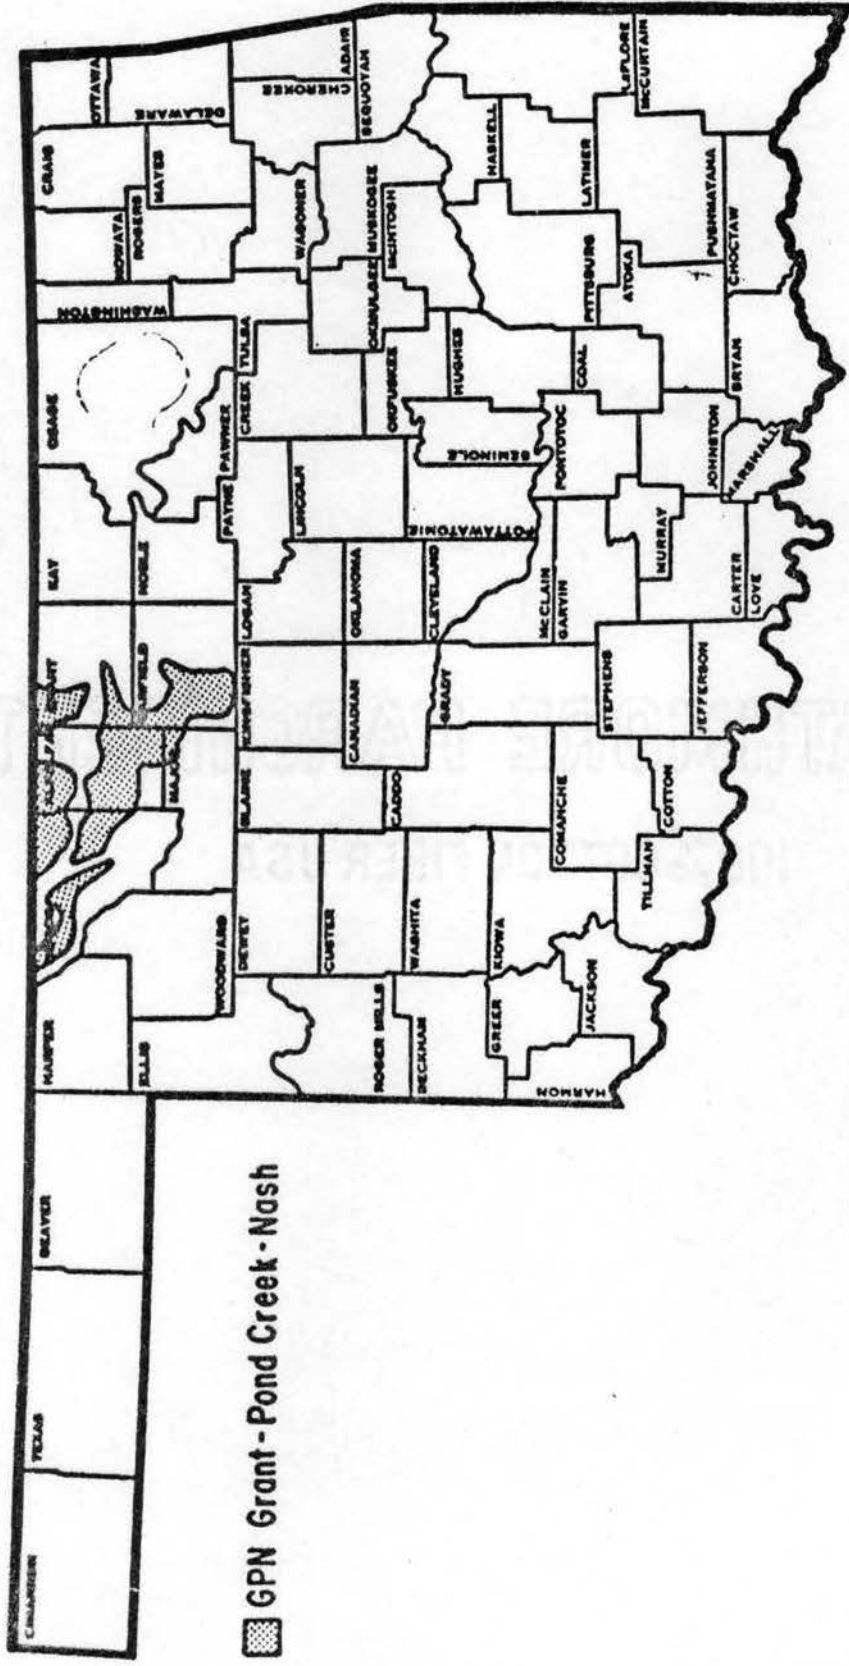 CIMARRON
TEXAS
BEAVER
HARPER
ELLIS
WOODWARD
MAJOR
KAY
NOBLE
OSAGE
PAWNEE
PAYNE
WASHINGTON
NOWATA
ROGERS
CRAIG
MAYES
OTTAWA
DELAWARE
ADAIR
CHEROKEE
SEQUOYAH
WAGONER
TULSA
CREEK
LOGAN
LINCOLN
KINGFISHER
BLAINE
DEWEY
CUSTER
ROGER MILLS
BECKHAM
WASHITA
CADDO
CANADIAN
OKLAHOMA
CLEVELAND
POTTAWATOMIE
SEMINOLE
OKFUSKEE
OKMULGEE
MUSKOGEE
MCINTOSH
HUGHES
HASKELL
LATIMER
LEFLORE
MCCURTAIN
PITTSBURG
ATOKA
PUSHMATAHA
CHOCTAW
COAL
BRYAN
PONTOTOC
JOHNSTON
MARSHALL
MURRAY
MCCLAIN
GARVIN
CARTER
LOVE
GRADY
STEPHENS
JEFFERSON
COMANCHE
COTTON
TILLMAN
KIOWA
GREER
JACKSON
HARMON
GPN Grant-Pond Creek-Nash